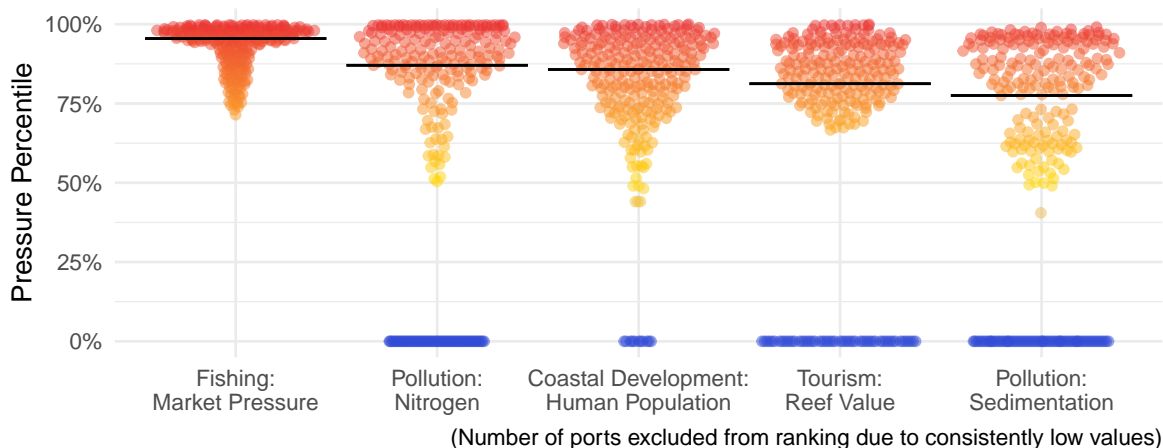 100%
75%
50%
25%
0%
Pressure Percentile
Fishing:
Market Pressure
Pollution:
Nitrogen
Coastal Development:
Human Population
Tourism:
Reef Value
Pollution:
Sedimentation
(Number of ports excluded from ranking due to consistently low values)